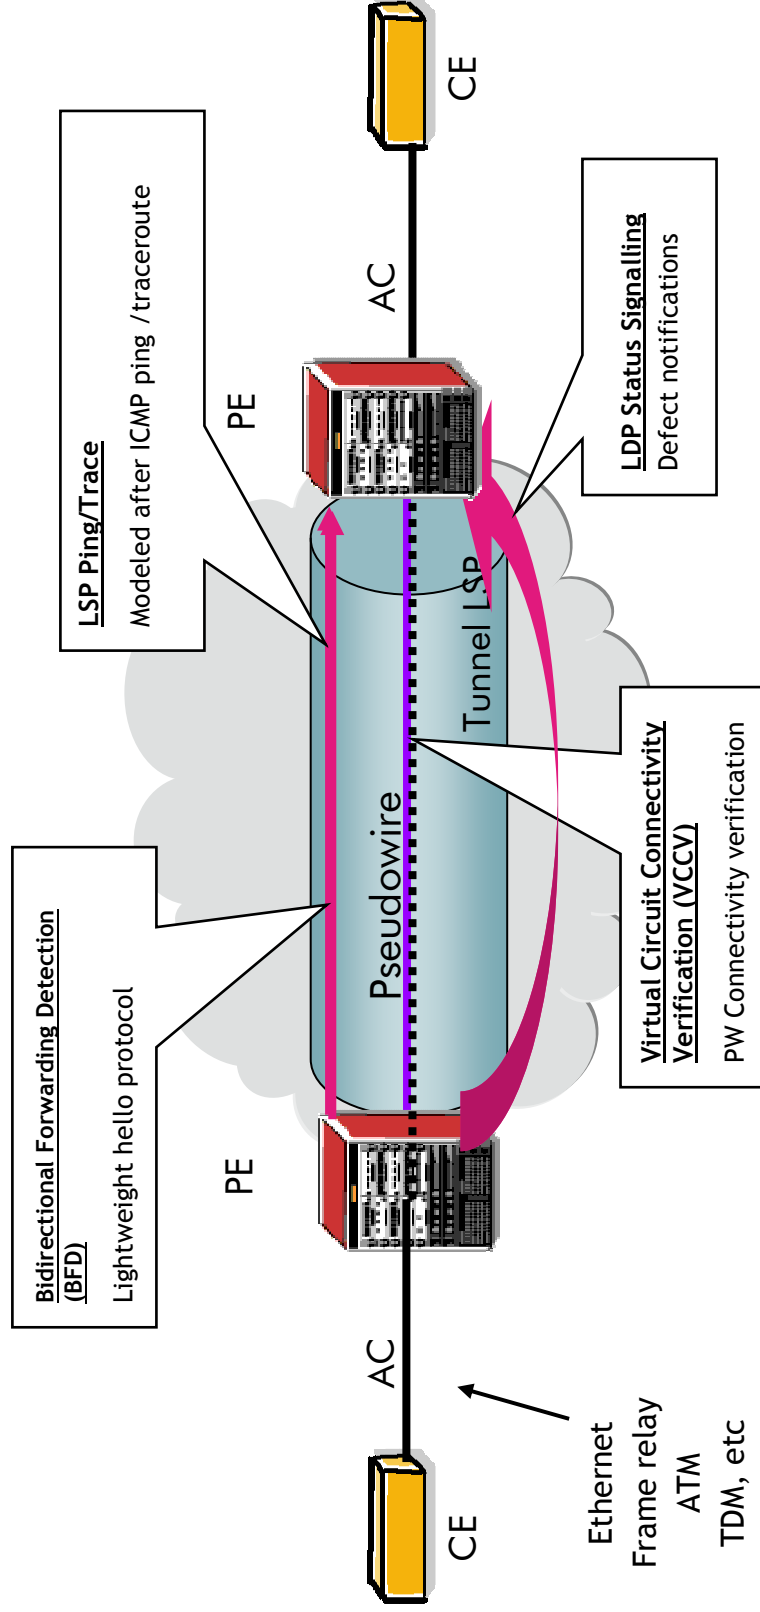 Bidirectional Forwarding Detection
(BFD)
Lightweight hello protocol
LSP Ping/Trace
Modeled after ICMP ping /traceroute
PE
PE
CE
AC
Pseudowire
Tunnel LSP
AC
CE
Ethernet
Frame relay
ATM
TDM, etc
Virtual Circuit Connectivity
Verification (VCCV)
PW Connectivity verification
LDP Status Signalling
Defect notifications